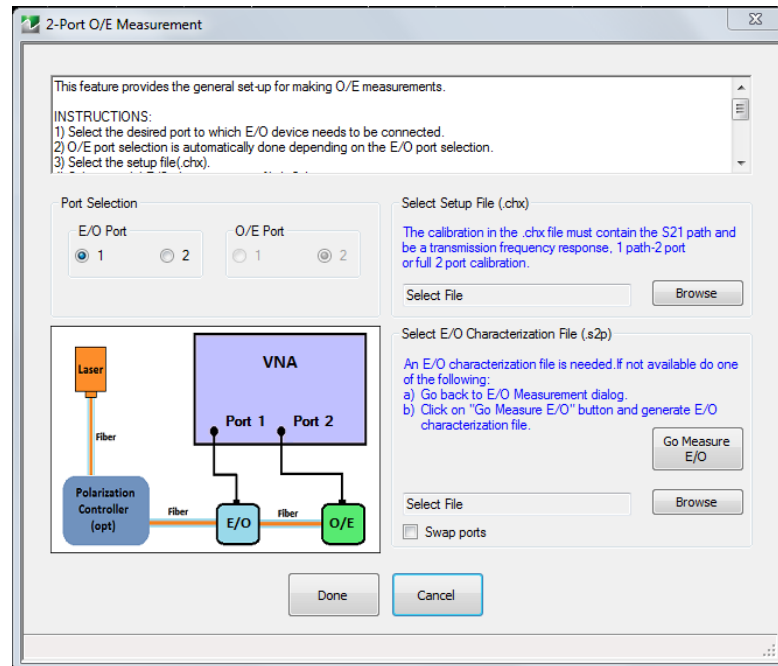 2-Port O/E Measurement
This feature provides the general set-up for making O/E measurements.
INSTRUCTIONS:
1) Select the desired port to which E/O device needs to be connected.
2) O/E port selection is automatically done depending on the E/O port selection.
3) Select the setup file(.chx).
Port Selection
E/O Port
1
2
O/E Port
1
2
Select Setup File (.chx)
The calibration in the .chx file must contain the S21 path and
be a transmission frequency response, 1 path-2 port
or full 2 port calibration.
Select File
Browse
Laser
Fiber
Polarization
Controller
(opt)
Fiber
VNA
Port 1
Port 2
E/O
Fiber
O/E
Select E/O Characterization File (.s2p)
An E/O characterization file is needed.If not available do one
of the following:
a) Go back to E/O Measurement dialog.
b) Click on "Go Measure E/O" button and generate E/O
characterization file.
Go Measure
E/O
Select File
Browse
Swap ports
Done
Cancel